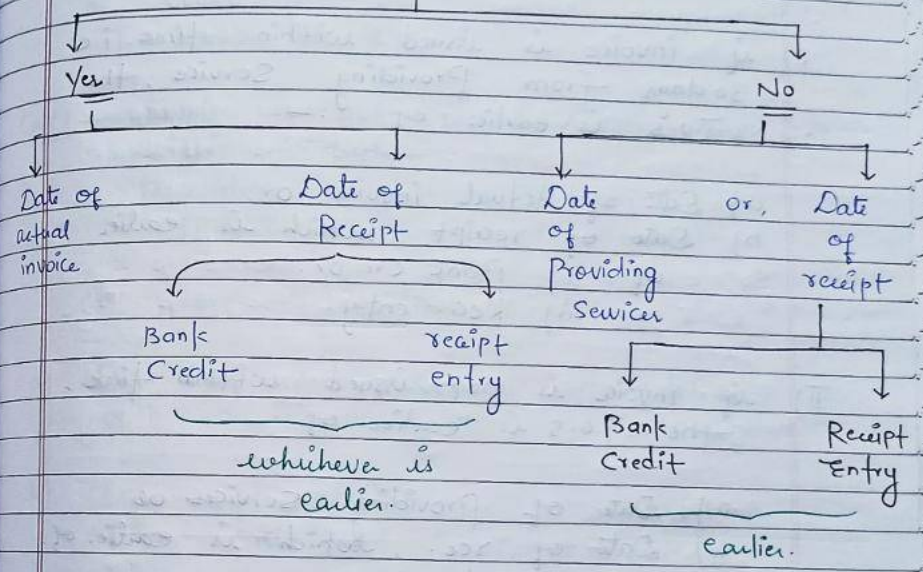 Yes
No
Date of
actual
invoice
Date of
Receipt
Date
of
Providing
Services
or,
Date
of
receipt
Bank
Credit
receipt
entry
whichever is
earlier.
Bank
Credit
Receipt
Entry
earlier.